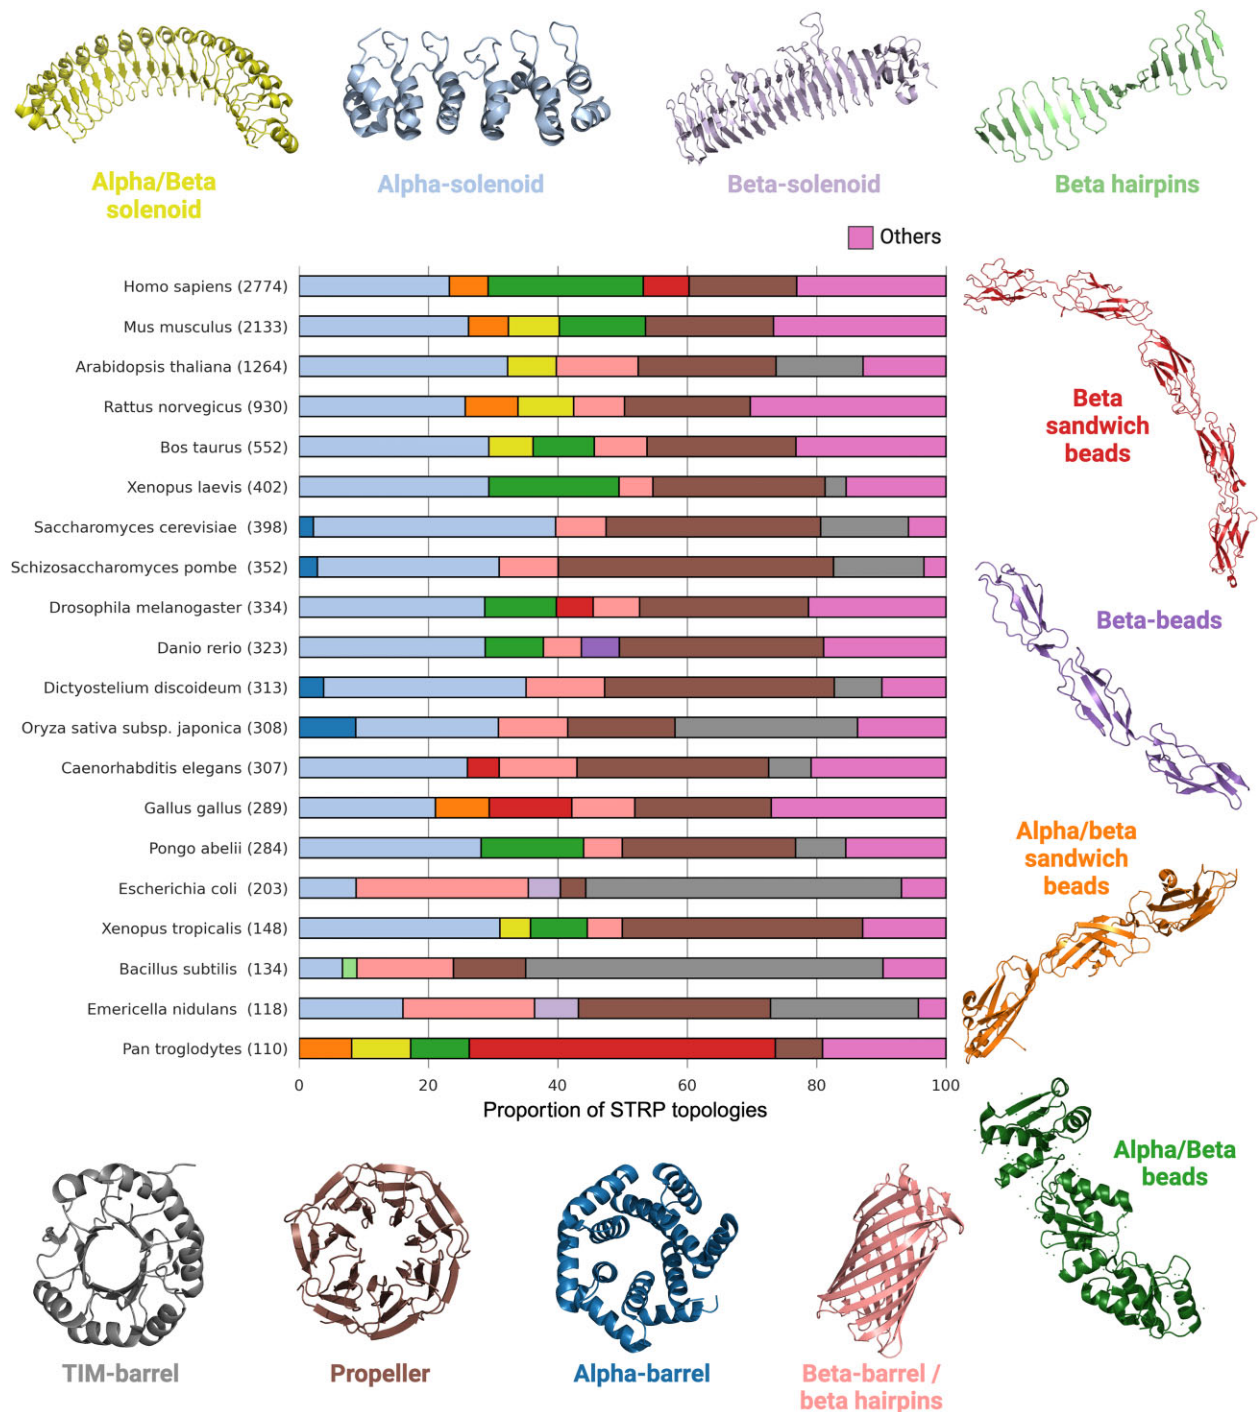 Alpha/Beta
solenoid
Alpha-solenoid
Beta-solenoid
Beta hairpins
Others
Homo sapiens (2774)
Mus musculus (2133)
Arabidopsis thaliana (1264)
Rattus norvegicus (930)
Bos taurus (552)
Xenopus laevis (402)
Saccharomyces cerevisiae (398)
Schizosaccharomyces pombe (352)
Drosophila melanogaster (334)
Danio rerio (323)
Dictyostelium discoideum (313)
Oryza sativa subsp. japonica (308)
Caenorhabditis elegans (307)
Gallus gallus (289)
Pongo abelii (284)
Escherichia coli (203)
Xenopus tropicalis (148)
Bacillus subtilis (134)
Emericella nidulans (118)
Pan troglodytes (110)
0 20 40 60 80 100
Proportion of STRP topologies
Beta
sandwich
beads
Beta-beads
Alpha/beta
sandwich
beads
Alpha/Beta
beads
TIM-barrel
Propeller
Alpha-barrel
Beta-barrel /
beta hairpins